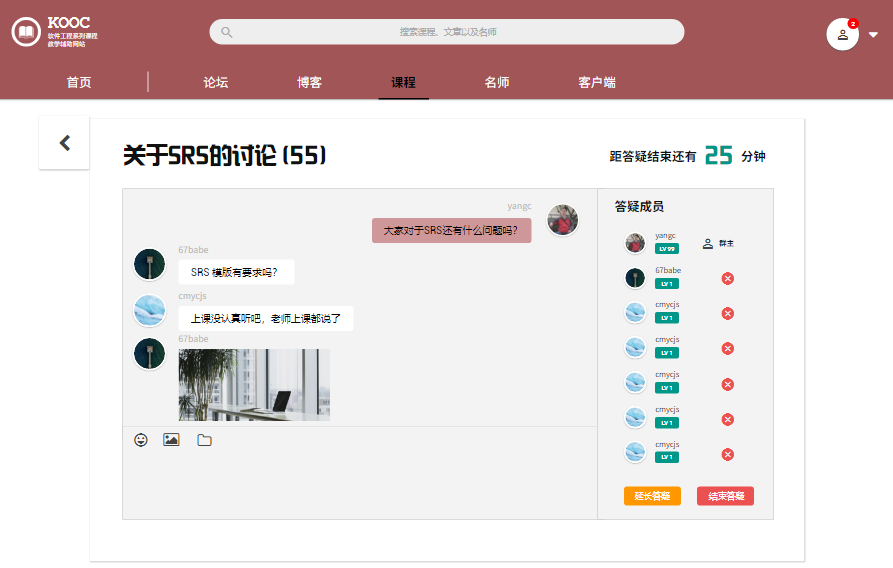 KOOC
软件工程系列课程
教学辅助网站
搜索课程、文章以及名师
2
首页
论坛
博客
课程
名师
客户端
关于SRS的讨论 (55)
距答疑结束还有 25 分钟
yangc
大家对于SRS还有什么问题吗?
67babe
SRS 模版有要求吗?
cmycjs
上课没认真听吧，老师上课都说了
67babe
答疑成员
yangc
LV 99
群主
67babe
LV 1
cmycjs
LV 1
cmycjs
LV 1
cmycjs
LV 1
cmycjs
LV 1
cmycjs
LV 1
延长答疑
结束答疑